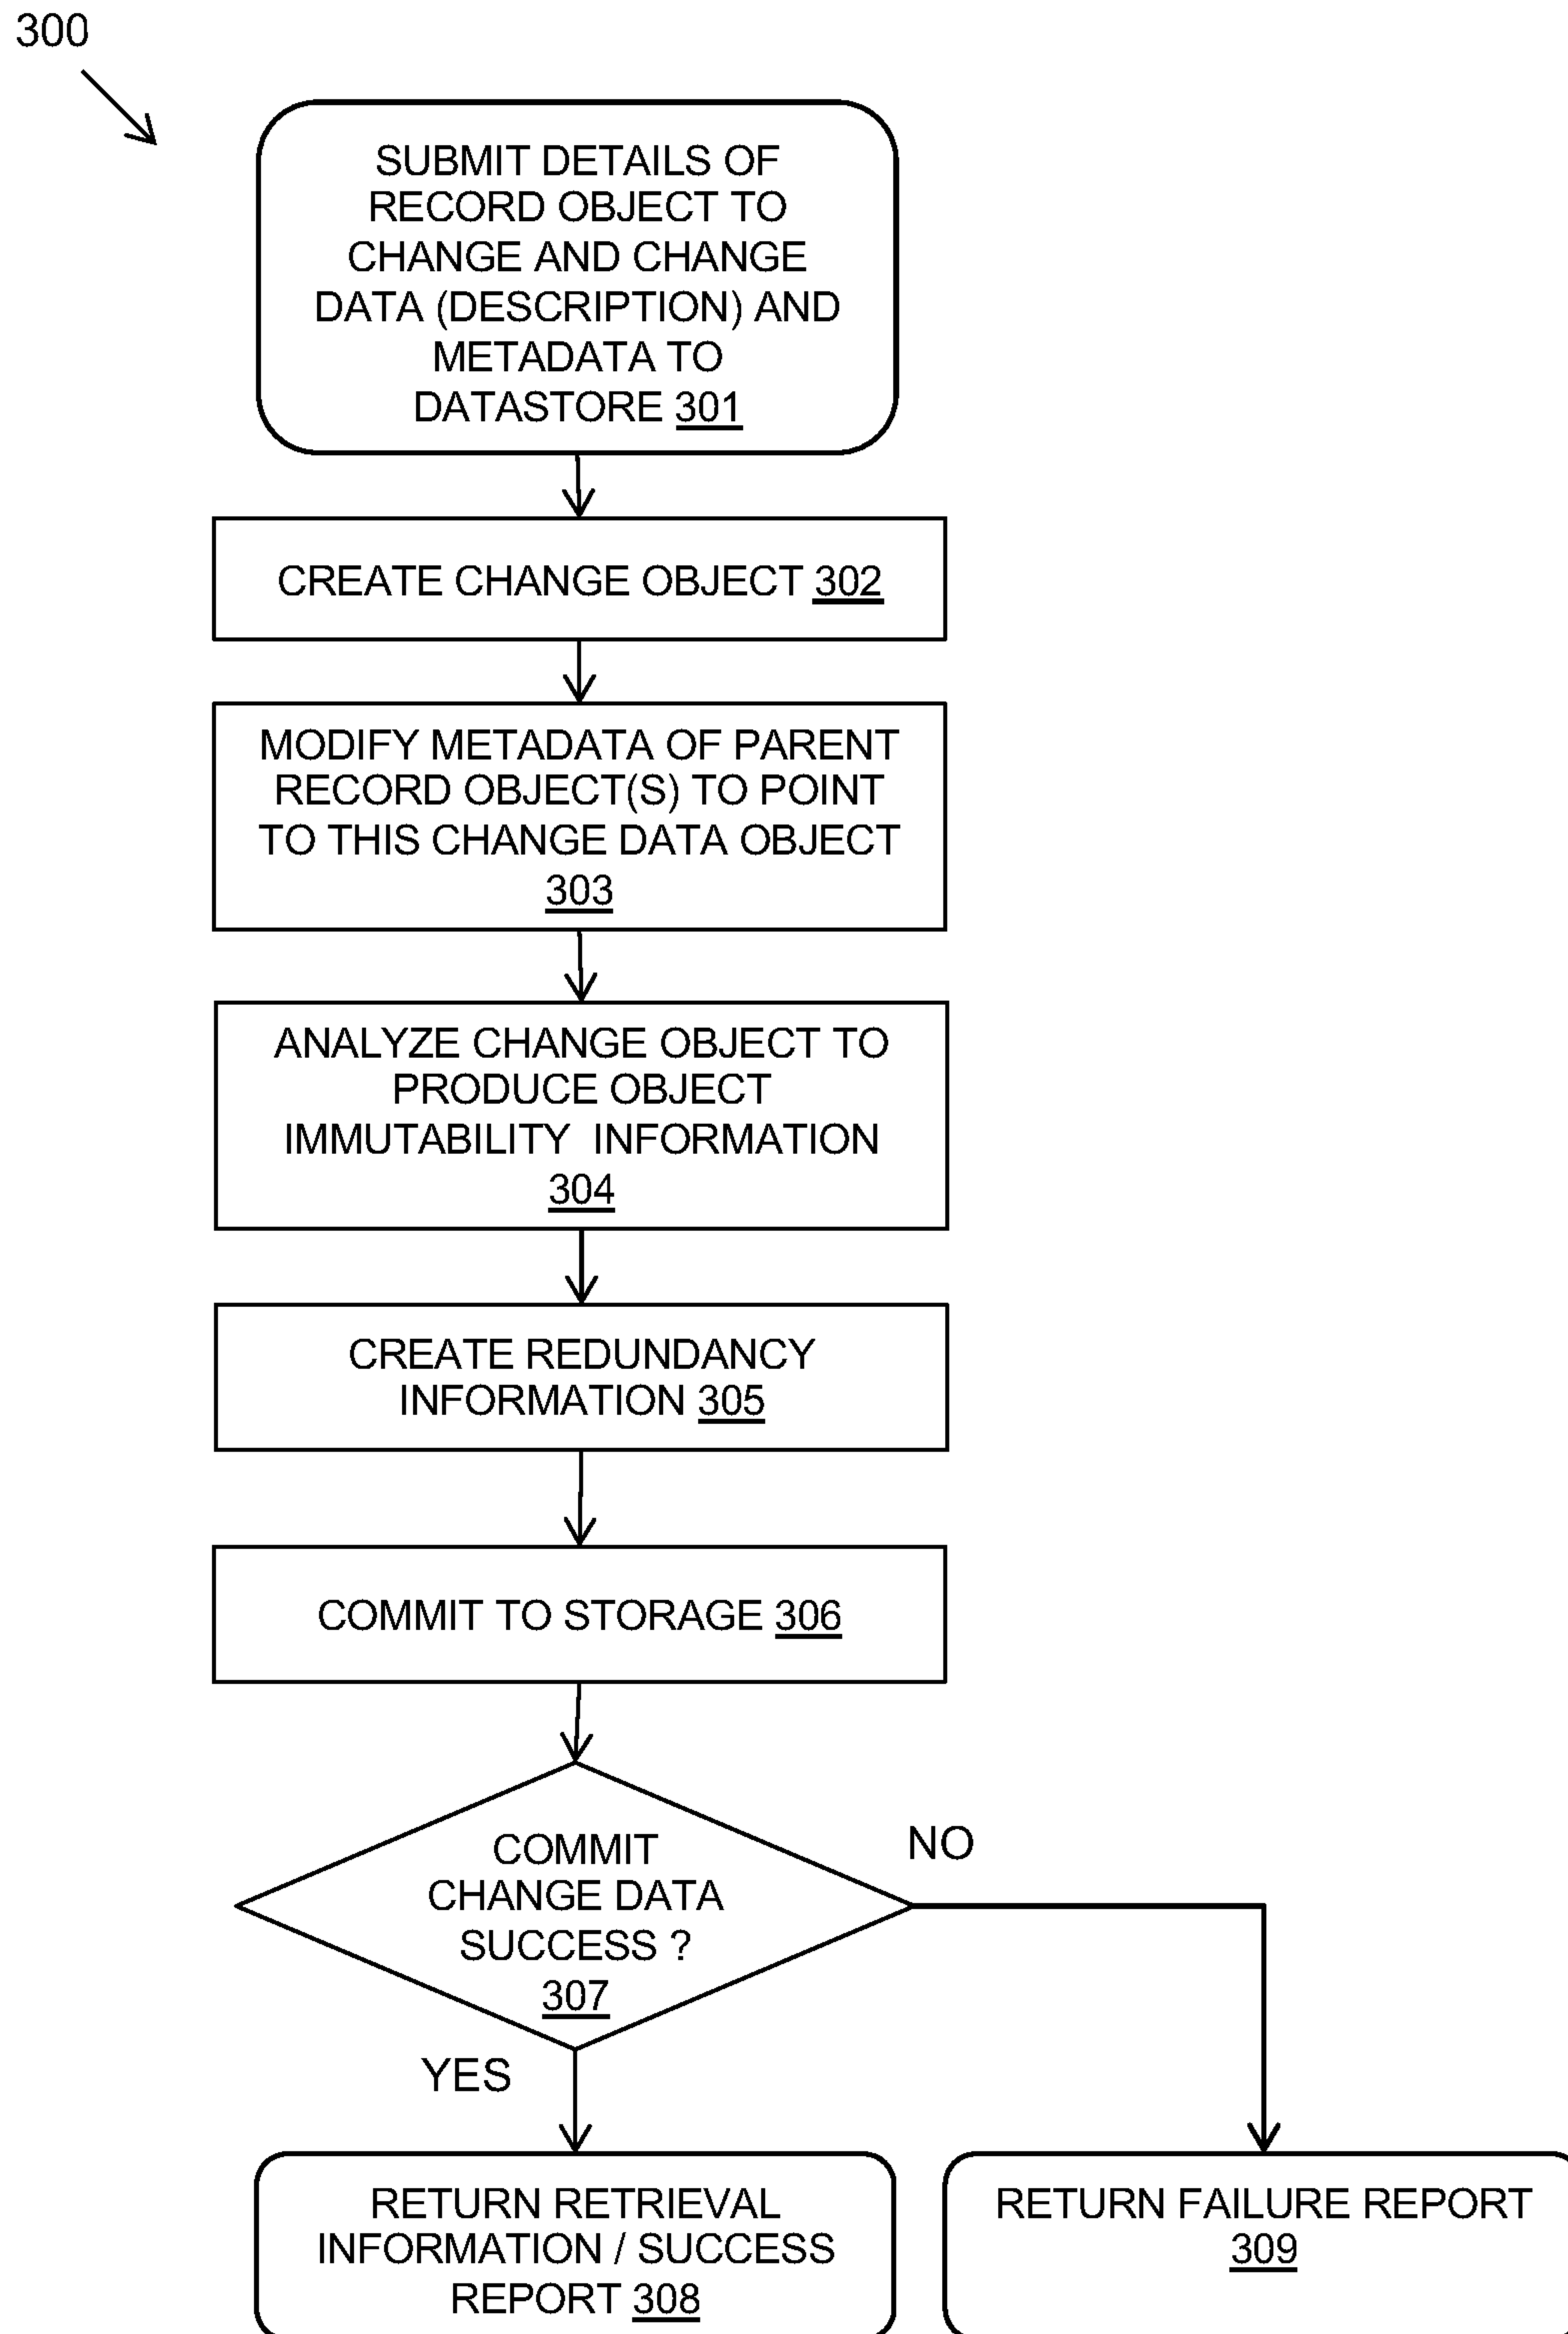 300
SUBMIT DETAILS OF
RECORD OBJECT TO
CHANGE AND CHANGE
DATA (DESCRIPTION) AND
METADATA TO
DATASTORE 301
CREATE CHANGE OBJECT 302
MODIFY METADATA OF PARENT
RECORD OBJECT(S) TO POINT
TO THIS CHANGE DATA OBJECT
303
ANALYZE CHANGE OBJECT TO
PRODUCE OBJECT
IMMUTABILITY INFORMATION
304
CREATE REDUNDANCY
INFORMATION 305
COMMIT TO STORAGE 306
COMMIT
CHANGE DATA
SUCCESS ?
307
NO
YES
RETURN RETRIEVAL
INFORMATION / SUCCESS
REPORT 308
RETURN FAILURE REPORT
309